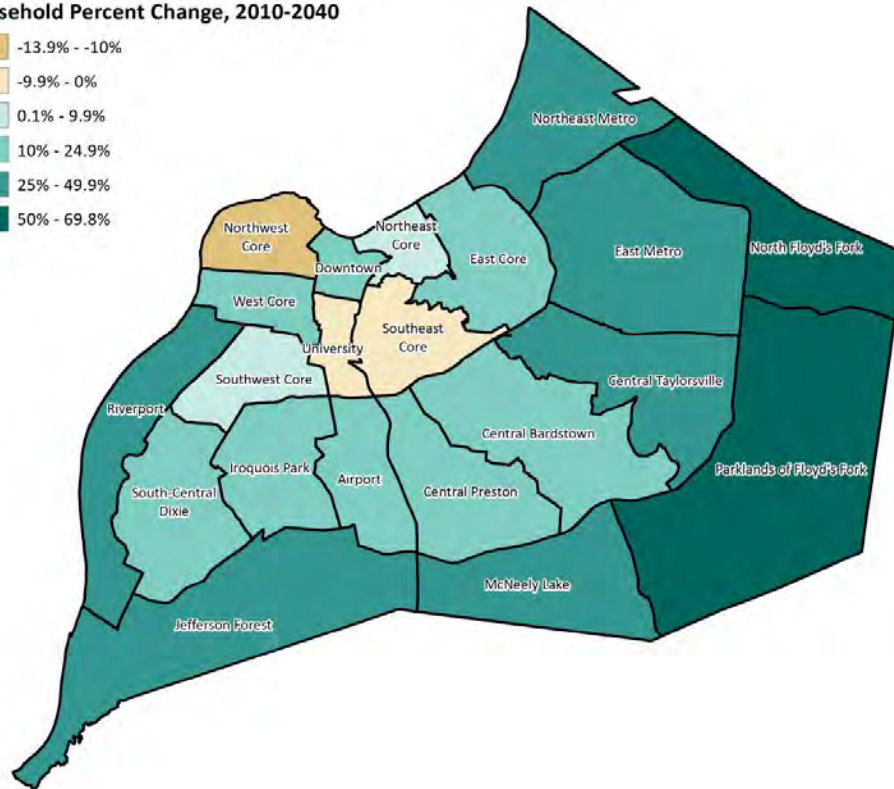 sehold Percent Change, 2010-2040
-13.9% - -10%
-9.9% - 0%
0.1% - 9.9%
10% - 24.9%
25% - 49.9%
50% - 69.8%
Northeast Metro
Northwest
Core
Northeast
Core
Downtown
East Core
East Metro
North Floyd's Fork
West Core
University
Southeast
Core
Southwest Core
Central Taylorsville
Riverport
Central Bardstown
Iroquois Park
Airport
Central Preston
Parklands of Floyd's Fork
South-Central
Dixie
McNeely Lake
Jefferson Forest